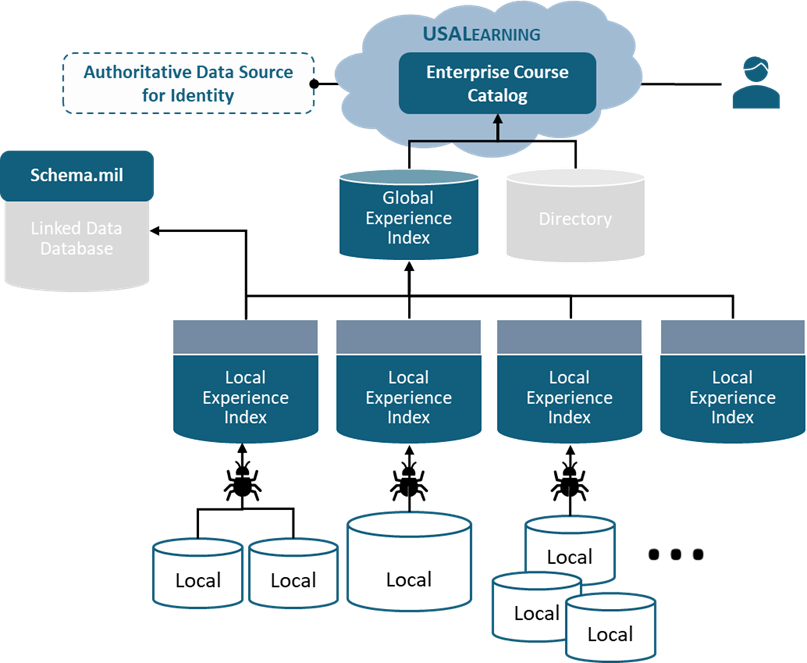 USALEARNING
Authoritative Data Source
for Identity
Enterprise Course
Catalog
Schema.mil
Linked Data
Database
Global
Experience
Index
Directory
Local
Experience
Index
Local
Experience
Index
Local
Experience
Index
Local
Experience
Index
Local
Local
Local
Local
Local
Local